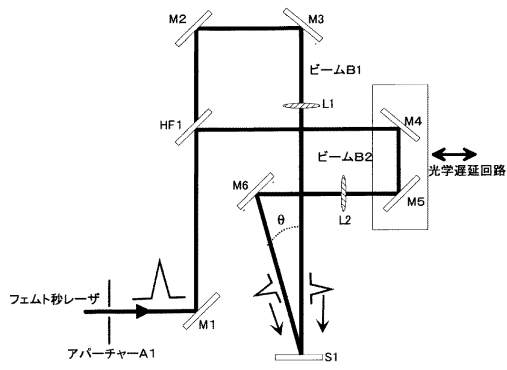 M2
M3
ビームB1
L1
HF1
M4
ビームB2
光学遅延回路
M6
M5
L2
θ
フェムト秒レーザ
M1
アパーチャーA1
S1